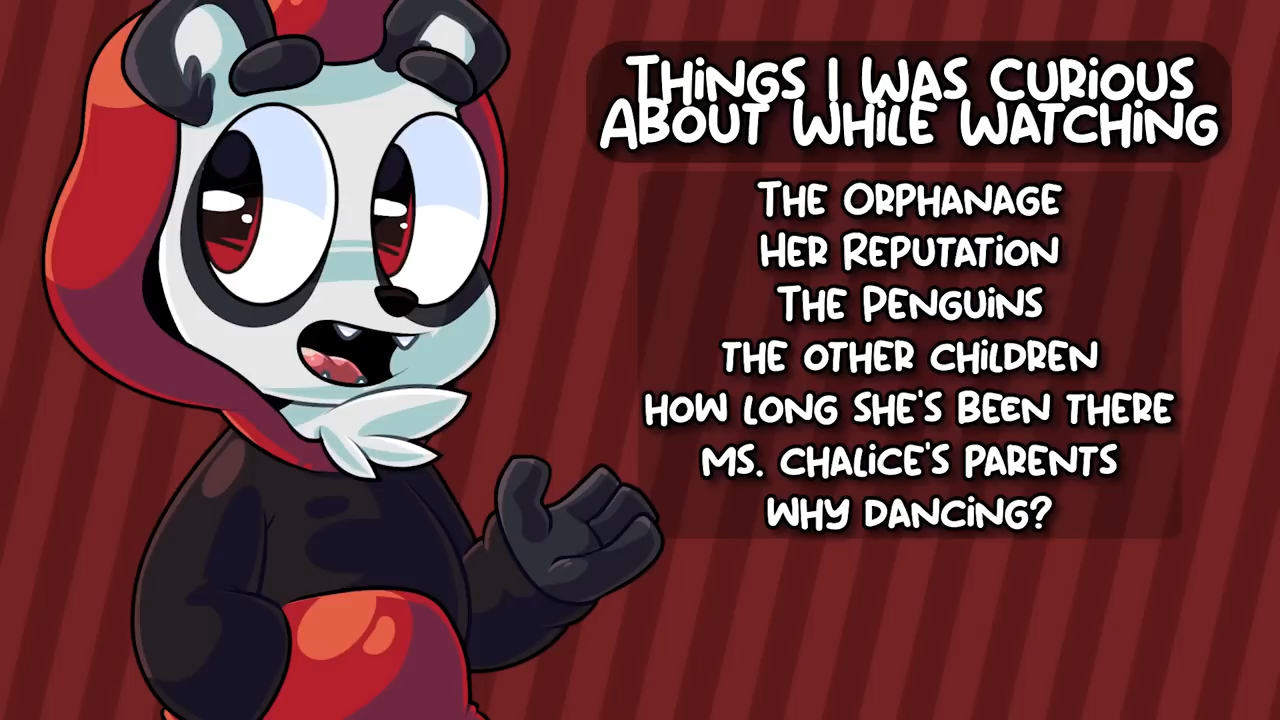 THINGS I WAS CURIOUS
ABOUT WHILE WATCHING
THE ORPHANAGE
HER REPUTATION
THE PENGUINS
THE OTHER CHILDREN
HOW LONG SHE'S BEEN THERE
MS. CHALICE'S PARENTS
WHY DANCING?